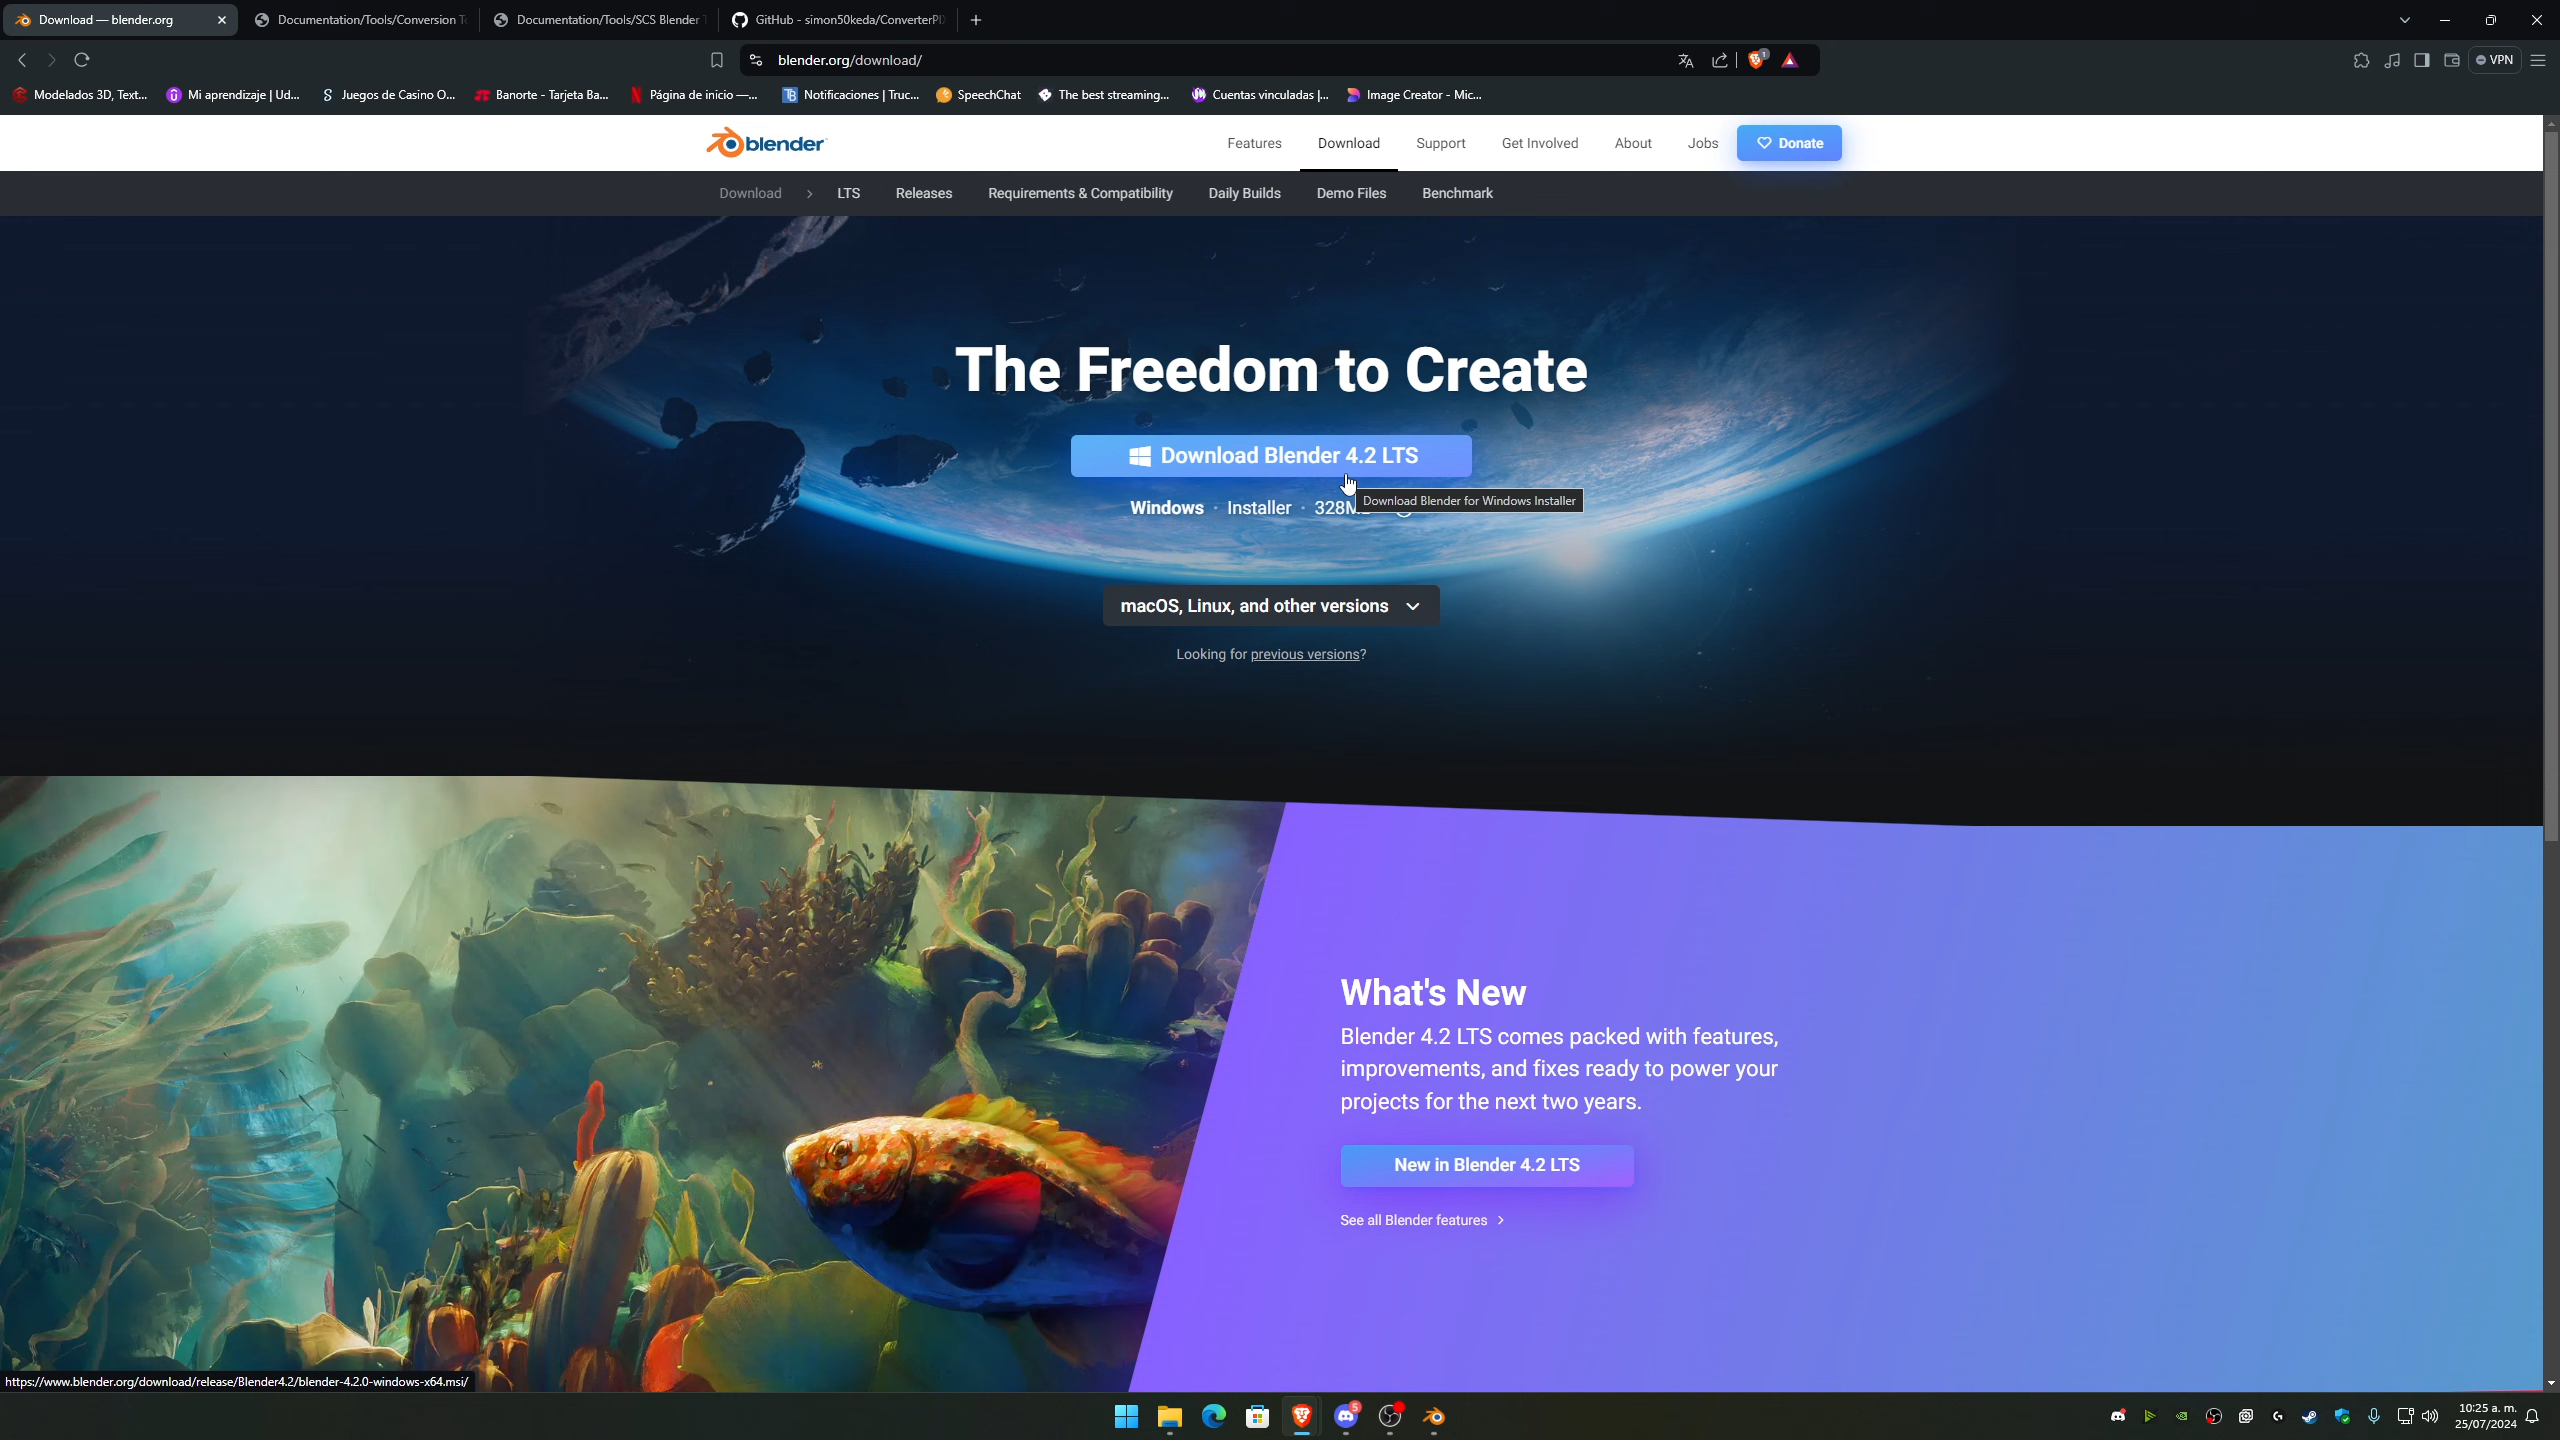 Download — blender.org
Documentation/Tools/Conversion T
Documentation/Tools/SCS Blender T
GitHub - simon50keda/ConverterPI
blender.org/download/
1
VPN
Modelados 3D, Text...
Mi aprendizaje | Ud...
Juegos de Casino O...
Banorte - Tarjeta Ba...
Página de inicio —...
Notificaciones | Truc...
SpeechChat
The best streaming...
Cuentas vinculadas |...
Image Creator - Mic...
blender
Features
Download
Support
Get Involved
About
Jobs
Donate
Download
LTS
Releases
Requirements & Compatibility
Daily Builds
Demo Files
Benchmark
The Freedom to Create
Download Blender 4.2 LTS
Download Blender for Windows Installer
Windows · Installer · 328M
macOS, Linux, and other versions
Looking for previous versions?
What's New
Blender 4.2 LTS comes packed with features,
improvements, and fixes ready to power your
projects for the next two years.
New in Blender 4.2 LTS
See all Blender features
https://www.blender.org/download/release/Blender4.2/blender-4.2.0-windows-x64.msi/
5
10:25 a. m.
25/07/2024